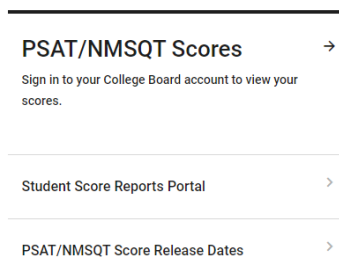 PSAT/NMSQT Scores
Sign in to your College Board account to view your
scores.
Student Score Reports Portal
PSAT/NMSQT Score Release Dates